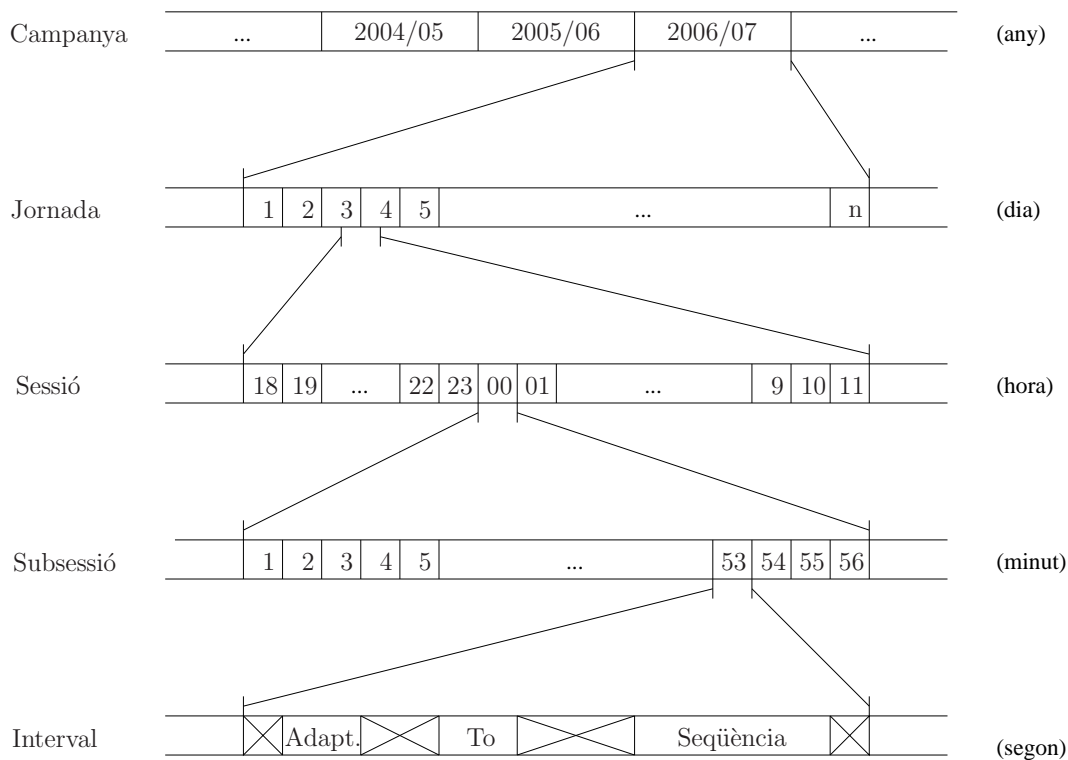 Campanya ... 2004/05 2005/06 2006/07 ... (any)
Jornada 1 2 3 4 5 ... n (dia)
Sessió 18 19 ... 22 23 00 01 ... 9 10 11 (hora)
Subsessió 1 2 3 4 5 ... 53 54 55 56 (minut)
Interval Adapt. To Seqüència (segon)